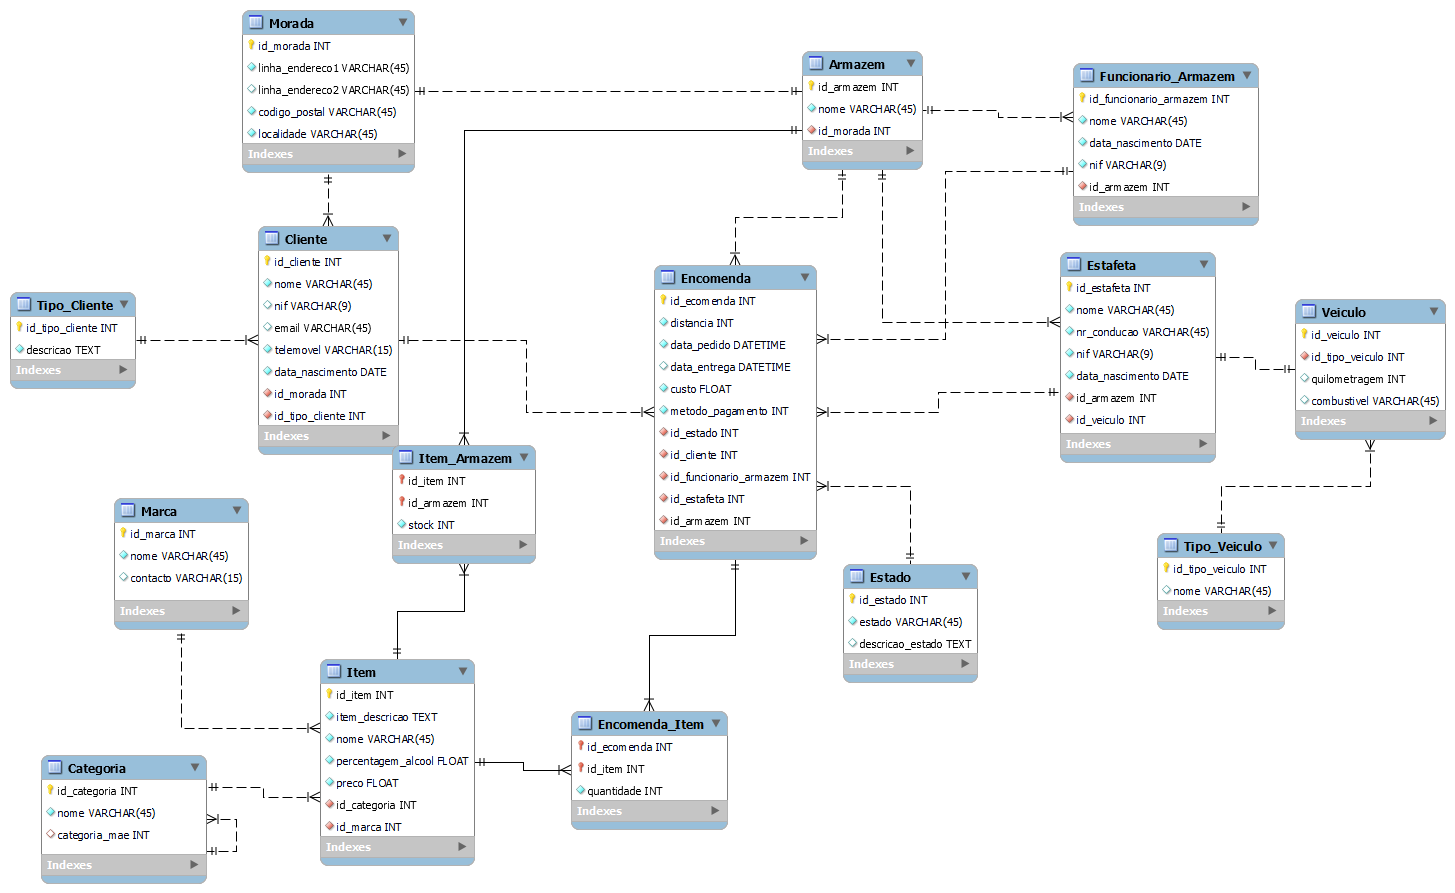 Morada
id_morada INT
linha_endereco1 VARCHAR(45)
linha_endereco2 VARCHAR(45)
codigo_postal VARCHAR(45)
localidade VARCHAR(45)
Indexes
Armazem
id_armazem INT
nome VARCHAR(45)
id_morada INT
Indexes
Funcionario_Armazem
id_funcionario_armazem INT
nome VARCHAR(45)
data_nascimento DATE
nif VARCHAR(9)
id_armazem INT
Indexes
Tipo_Cliente
id_tipo_cliente INT
descricao TEXT
Indexes
Cliente
id_cliente INT
nome VARCHAR(45)
nif VARCHAR(9)
email VARCHAR(45)
telemovel VARCHAR(15)
data_nascimento DATE
id_morada INT
id_tipo_cliente INT
Indexes
Encomenda
id_ecomenda INT
distancia INT
data_pedido DATETIME
data_entrega DATETIME
custo FLOAT
metodo_pagamento INT
id_estado INT
id_cliente INT
id_funcionario_armazem INT
id_estafeta INT
id_armazem INT
Indexes
Estafeta
id_estafeta INT
nome VARCHAR(45)
nr_conducao VARCHAR(45)
nif VARCHAR(9)
data_nascimento DATE
id_armazem INT
id_veiculo INT
Indexes
Veiculo
id_veiculo INT
id_tipo_veiculo INT
quilometragem INT
combustivel VARCHAR(45)
Indexes
Item_Armazem
id_item INT
id_armazem INT
stock INT
Indexes
Marca
id_marca INT
nome VARCHAR(45)
contacto VARCHAR(15)
Indexes
Estado
id_estado INT
estado VARCHAR(45)
descricao_estado TEXT
Indexes
Tipo_Veiculo
id_tipo_veiculo INT
nome VARCHAR(45)
Indexes
Item
id_item INT
item_descricao TEXT
nome VARCHAR(45)
percentagem_alcool FLOAT
preco FLOAT
id_categoria INT
id_marca INT
Indexes
Encomenda_Item
id_ecomenda INT
id_item INT
quantidade INT
Indexes
Categoria
id_categoria INT
nome VARCHAR(45)
categoria_mae INT
Indexes